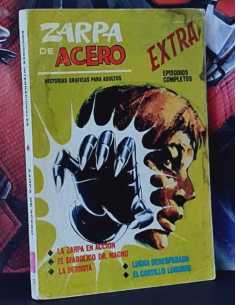 ZARPA
DE ACERO
EXTRA
HISTORIAS GRAFICAS PARA ADULTOS
EPISODIOS
COMPLETOS
• LA ZARPA EN ACCION
• EL DIABOLICO DR. MAGNO
• LA DERROTA
• LUCHA DESESPERADA
• EL CASTILLO LUGUBRE